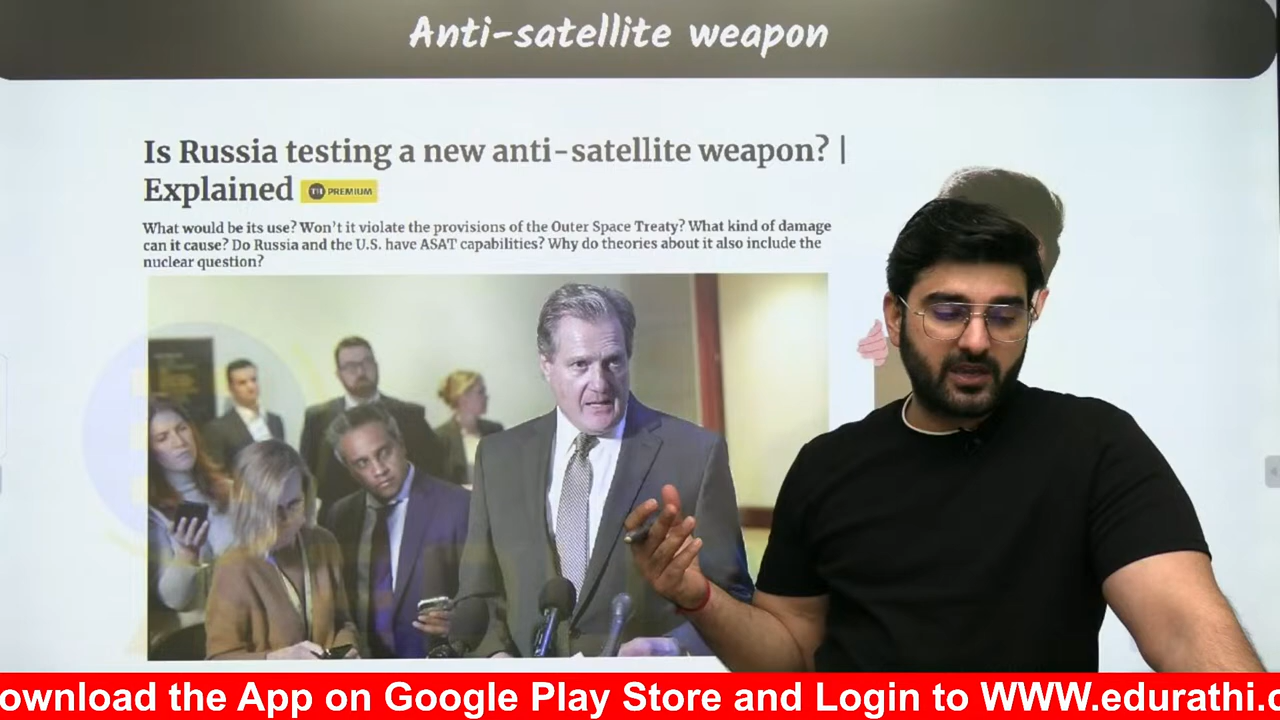 Anti-satellite weapon
Is Russia testing a new anti-satellite weapon? |
Explained TH PREMIUM
What would be its use? Won't it violate the provisions of the Outer Space Treaty? What kind of damage
can it cause? Do Russia and the U.S. have ASAT capabilities? Why do theories about it also include the
nuclear question?
ownload the App on Google Play Store and Login to WWW.edurathi.c